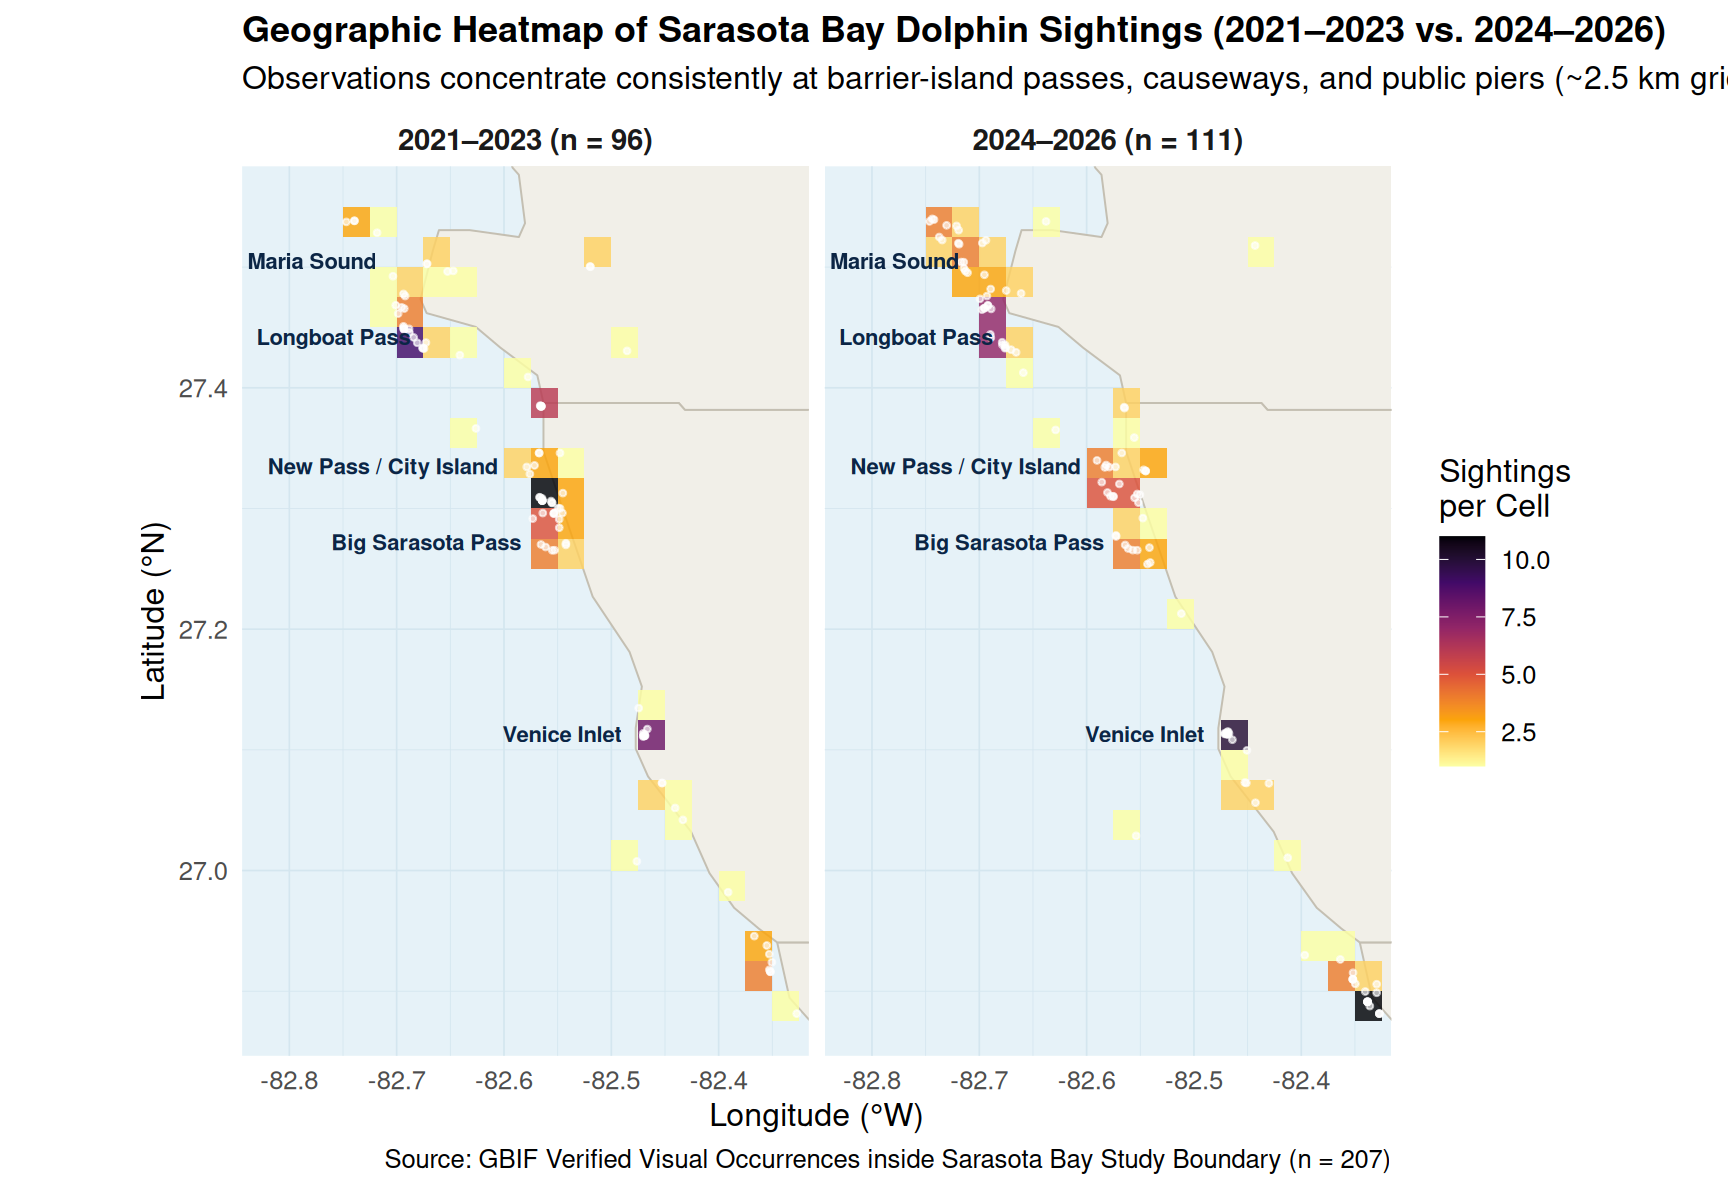 Geographic Heatmap of Sarasota Bay Dolphin Sightings (2021–2023 vs. 2024–2026)
Observations concentrate consistently at barrier-island passes, causeways, and public piers (~2.5 km gri
2021–2023 (n = 96)
2024–2026 (n = 111)
Maria Sound
Longboat Pass
New Pass / City Island
Big Sarasota Pass
Venice Inlet
Maria Sound
Longboat Pass
New Pass / City Island
Big Sarasota Pass
Venice Inlet
Latitude (°N)
27.4
27.2
27.0
-82.8
-82.7
-82.6
-82.5
-82.4
-82.8
-82.7
-82.6
-82.5
-82.4
Longitude (°W)
Sightings
per Cell
10.0
7.5
5.0
2.5
Source: GBIF Verified Visual Occurrences inside Sarasota Bay Study Boundary (n = 207)